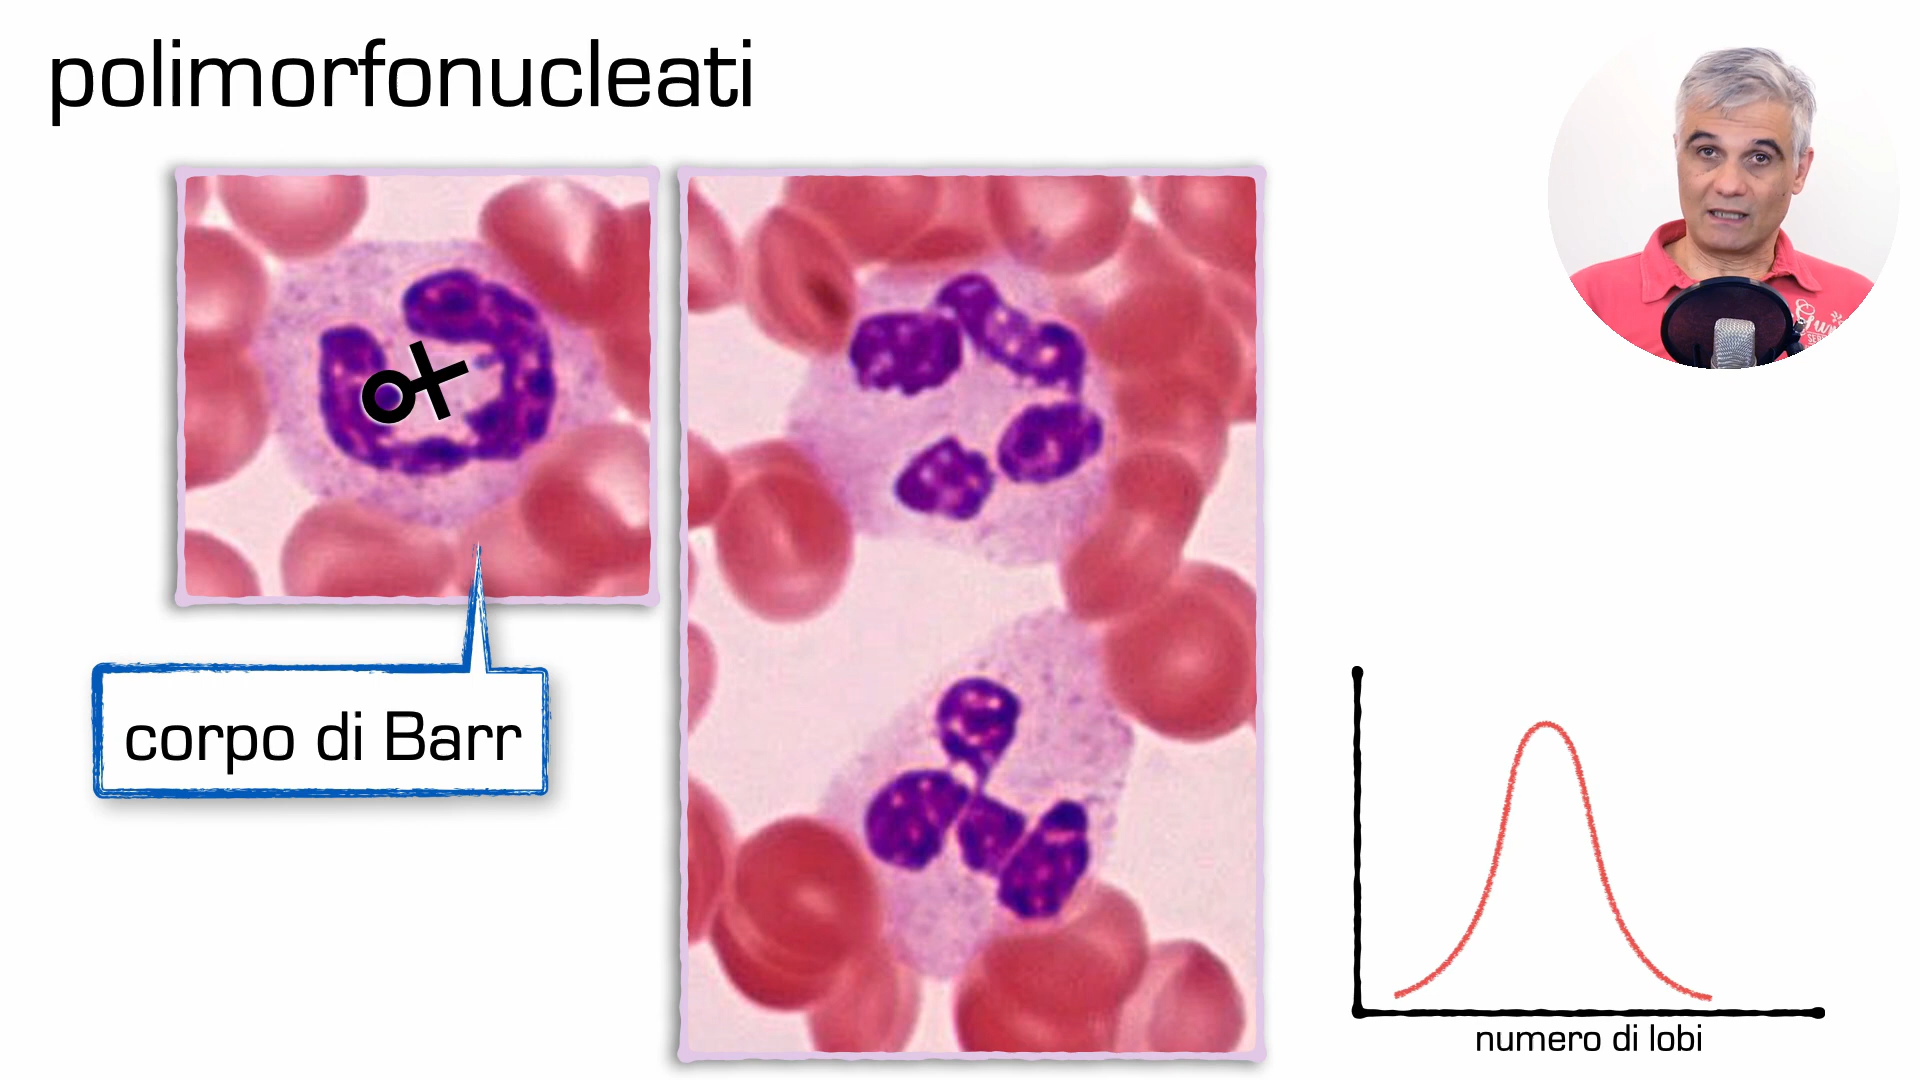 polimorfonucleati
corpo di Barr
numero di lobi